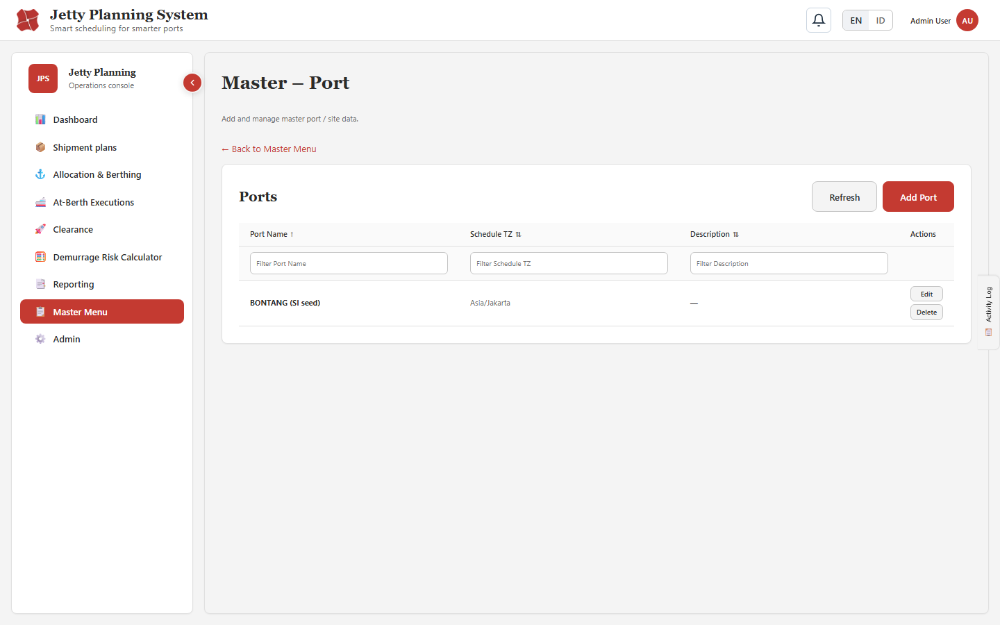 Jetty Planning System
Smart scheduling for smarter ports
EN ID
Admin User AU
JPS
Jetty Planning
Operations console
Dashboard
Shipment plans
Allocation & Berthing
At-Berth Executions
Clearance
Demurrage Risk Calculator
Reporting
Master Menu
Admin
Master – Port
Add and manage master port / site data.
← Back to Master Menu
Ports
Refresh Add Port
Port Name ↑ Schedule TZ ⇅ Description ⇅ Actions
Filter Port Name Filter Schedule TZ Filter Description
BONTANG (SI seed) Asia/Jakarta — Edit
Delete
Activity Log